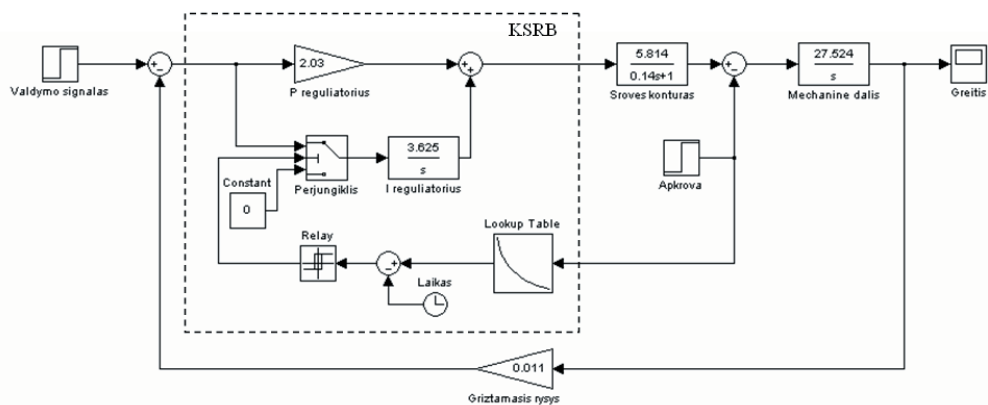 KSRB
Valdymo signalas
2.03
P reguliatorius
5.814
0.14s+1
Sroves konturas
27.524
s
Mechanine dalis
Greitis
Perjungiklis
3.625
s
I reguliatorius
Apkrova
Constant
0
Relay
Laikas
Lookup Table
0.011
Griztamasis rysys